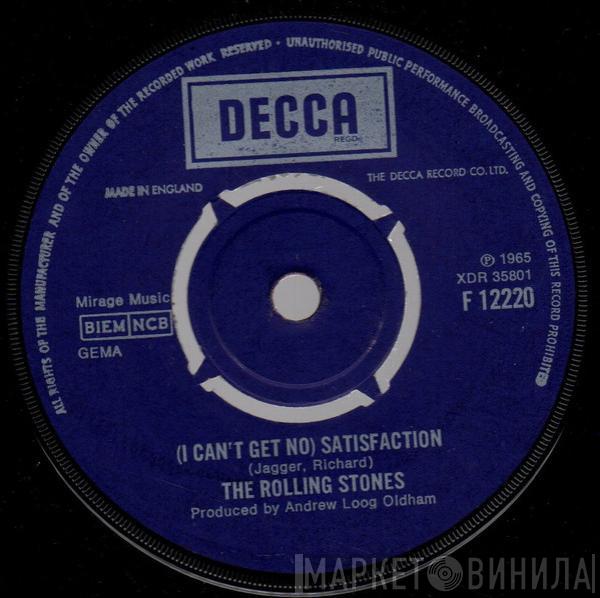 ALL RIGHTS OF THE MANUFACTURER AND OF THE OWNER OF THE RECORDED WORK RESERVED · UNAUTHORISED PUBLIC PERFORMANCE BROADCASTING AND COPYING OF THIS RECORD PROHIBITED
DECCA
REGD.
MADE IN ENGLAND
THE DECCA RECORD CO. LTD.
℗ 1965
XDR 35801
F 12220
Mirage Music
BIEM NCB
GEMA
(I CAN'T GET NO) SATISFACTION
(Jagger, Richard)
THE ROLLING STONES
Produced by Andrew Loog Oldham
МАРКЕТ ВИНИЛА